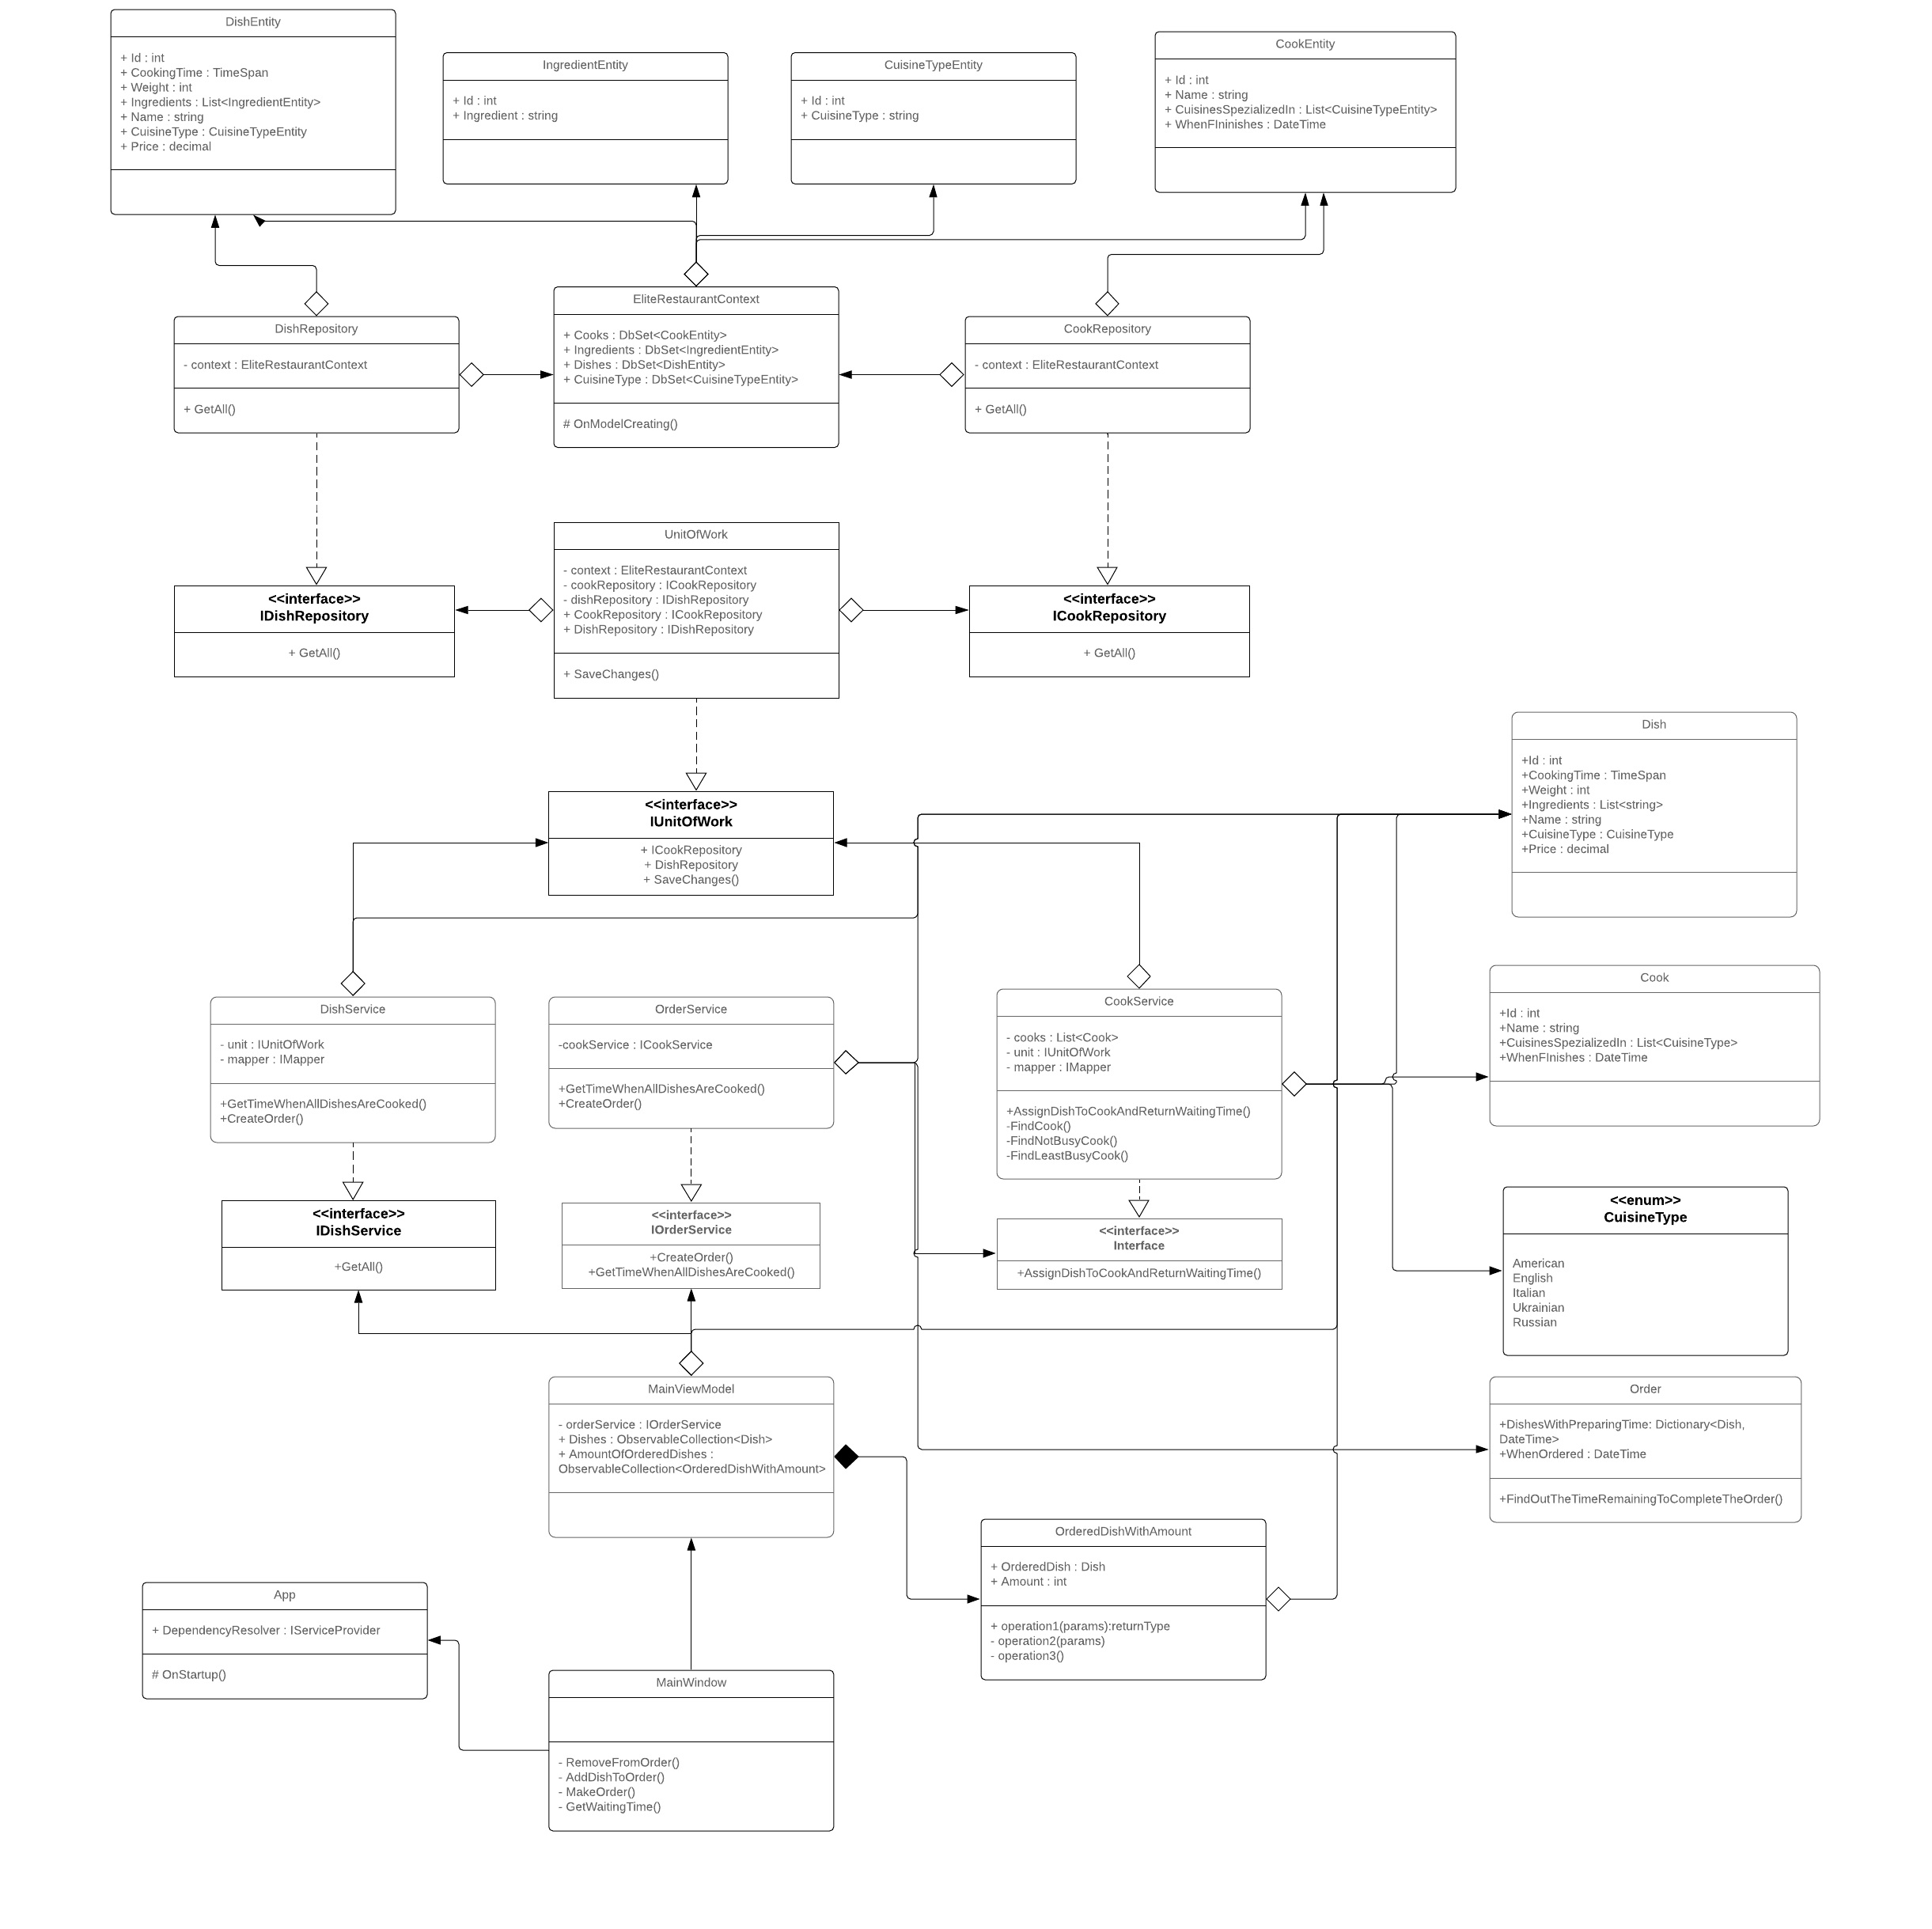 DishEntity
+ Id : int
+ CookingTime : TimeSpan
+ Weight : int
+ Ingredients : List<IngredientEntity>
+ Name : string
+ CuisineType : CuisineTypeEntity
+ Price : decimal
IngredientEntity
+ Id : int
+ Ingredient : string
CuisineTypeEntity
+ Id : int
+ CuisineType : string
CookEntity
+ Id : int
+ Name : string
+ CuisinesSpezializedIn : List<CuisineTypeEntity>
+ WhenFIninishes : DateTime
DishRepository
- context : EliteRestaurantContext
+ GetAll()
EliteRestaurantContext
+ Cooks : DbSet<CookEntity>
+ Ingredients : DbSet<IngredientEntity>
+ Dishes : DbSet<DishEntity>
+ CuisineType : DbSet<CuisineTypeEntity>
# OnModelCreating()
CookRepository
- context : EliteRestaurantContext
+ GetAll()
<<interface>>
IDishRepository
+ GetAll()
UnitOfWork
- context : EliteRestaurantContext
- cookRepository : ICookRepository
- dishRepository : IDishRepository
+ CookRepository : ICookRepository
+ DishRepository : IDishRepository
+ SaveChanges()
<<interface>>
ICookRepository
+ GetAll()
<<interface>>
IUnitOfWork
+ ICookRepository
+ DishRepository
+ SaveChanges()
Dish
+Id : int
+CookingTime : TimeSpan
+Weight : int
+Ingredients : List<string>
+Name : string
+CuisineType : CuisineType
+Price : decimal
DishService
- unit : IUnitOfWork
- mapper : IMapper
+GetTimeWhenAllDishesAreCooked()
+CreateOrder()
OrderService
-cookService : ICookService
+GetTimeWhenAllDishesAreCooked()
+CreateOrder()
CookService
- cooks : List<Cook>
- unit : IUnitOfWork
- mapper : IMapper
+AssignDishToCookAndReturnWaitingTime()
-FindCook()
-FindNotBusyCook()
-FindLeastBusyCook()
Cook
+Id : int
+Name : string
+CuisinesSpezializedIn : List<CuisineType>
+WhenFInishes : DateTime
<<interface>>
IDishService
+GetAll()
<<interface>>
IOrderService
+CreateOrder()
+GetTimeWhenAllDishesAreCooked()
<<interface>>
Interface
+AssignDishToCookAndReturnWaitingTime()
<<enum>>
CuisineType
American
English
Italian
Ukrainian
Russian
MainViewModel
- orderService : IOrderService
+ Dishes : ObservableCollection<Dish>
+ AmountOfOrderedDishes :
ObservableCollection<OrderedDishWithAmount>
Order
+DishesWithPreparingTime: Dictionary<Dish,
DateTime>
+WhenOrdered : DateTime
+FindOutTheTimeRemainingToCompleteTheOrder()
OrderedDishWithAmount
+ OrderedDish : Dish
+ Amount : int
+ operation1(params):returnType
- operation2(params)
- operation3()
App
+ DependencyResolver : IServiceProvider
# OnStartup()
MainWindow
- RemoveFromOrder()
- AddDishToOrder()
- MakeOrder()
- GetWaitingTime()